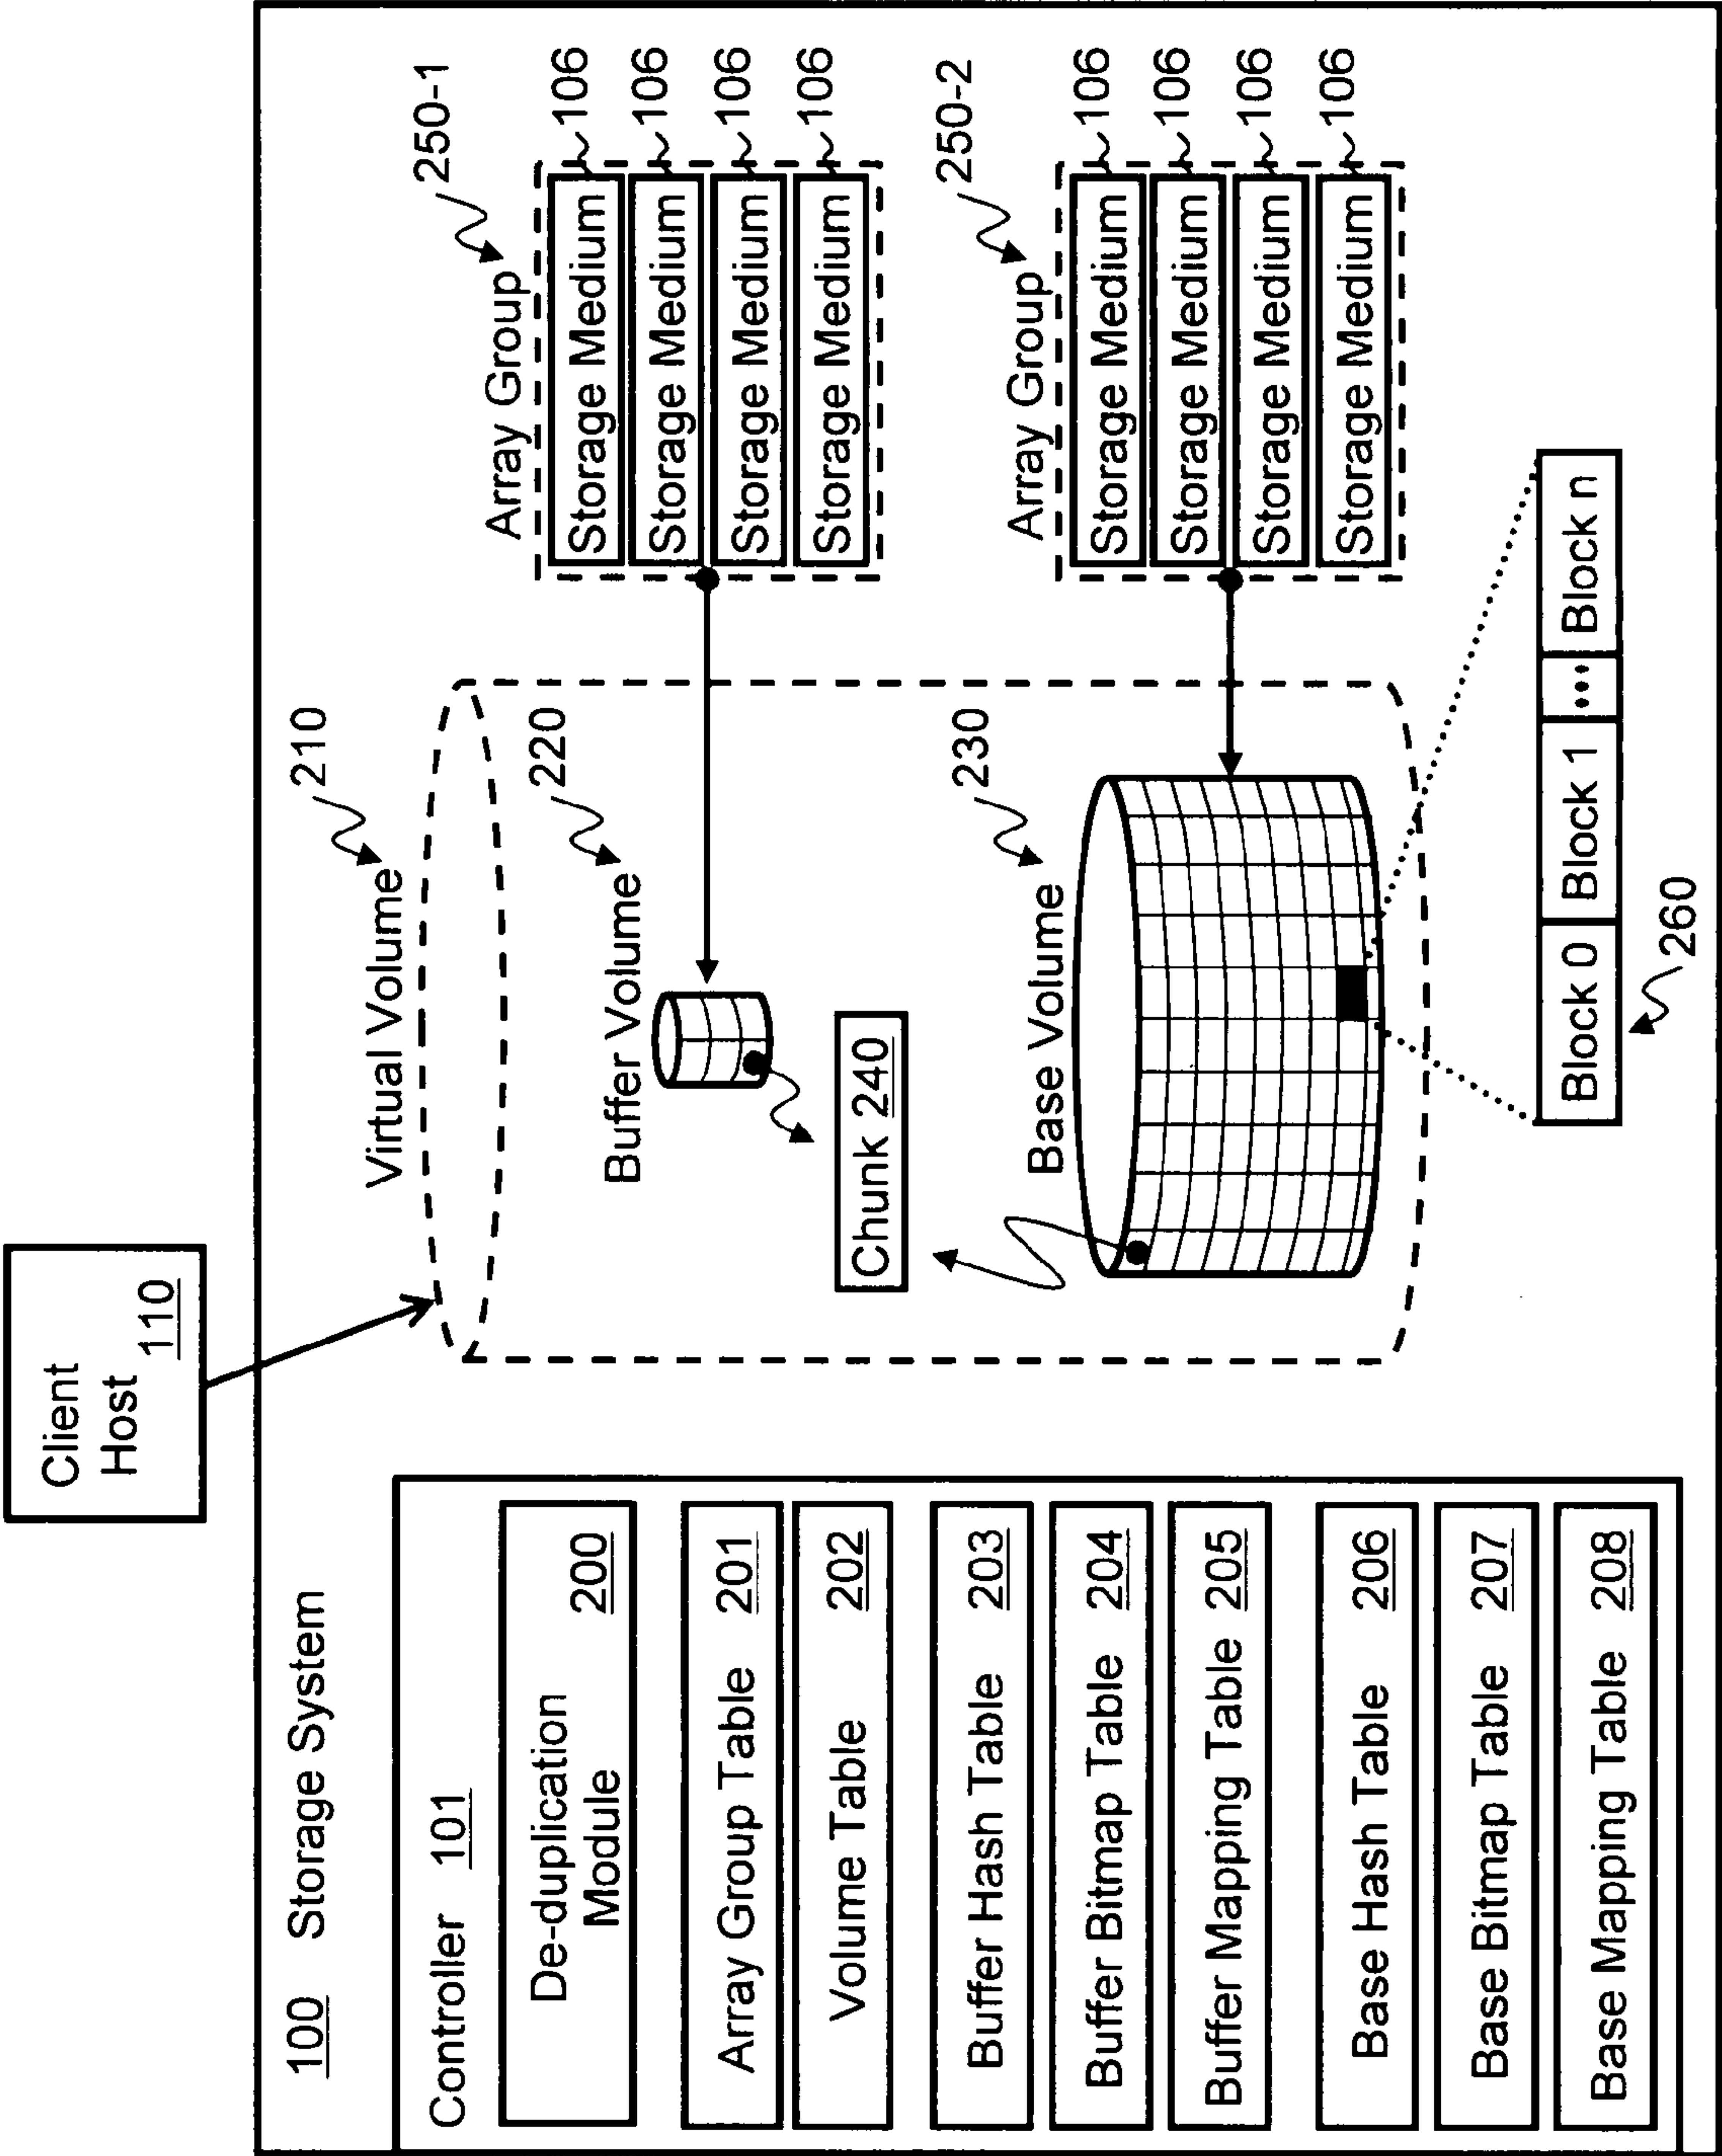 Client
Host 110
100 Storage System
Controller 101
De-duplication
Module 200
Array Group Table 201
Volume Table 202
Buffer Hash Table 203
Buffer Bitmap Table 204
Buffer Mapping Table 205
Base Hash Table 206
Base Bitmap Table 207
Base Mapping Table 208
Virtual Volume 210
Buffer Volume 220
Chunk 240
Base Volume 230
Block 0 Block 1 ... Block n
260
Array Group 250-1
Storage Medium 106
Storage Medium 106
Storage Medium 106
Storage Medium 106
Array Group 250-2
Storage Medium 106
Storage Medium 106
Storage Medium 106
Storage Medium 106